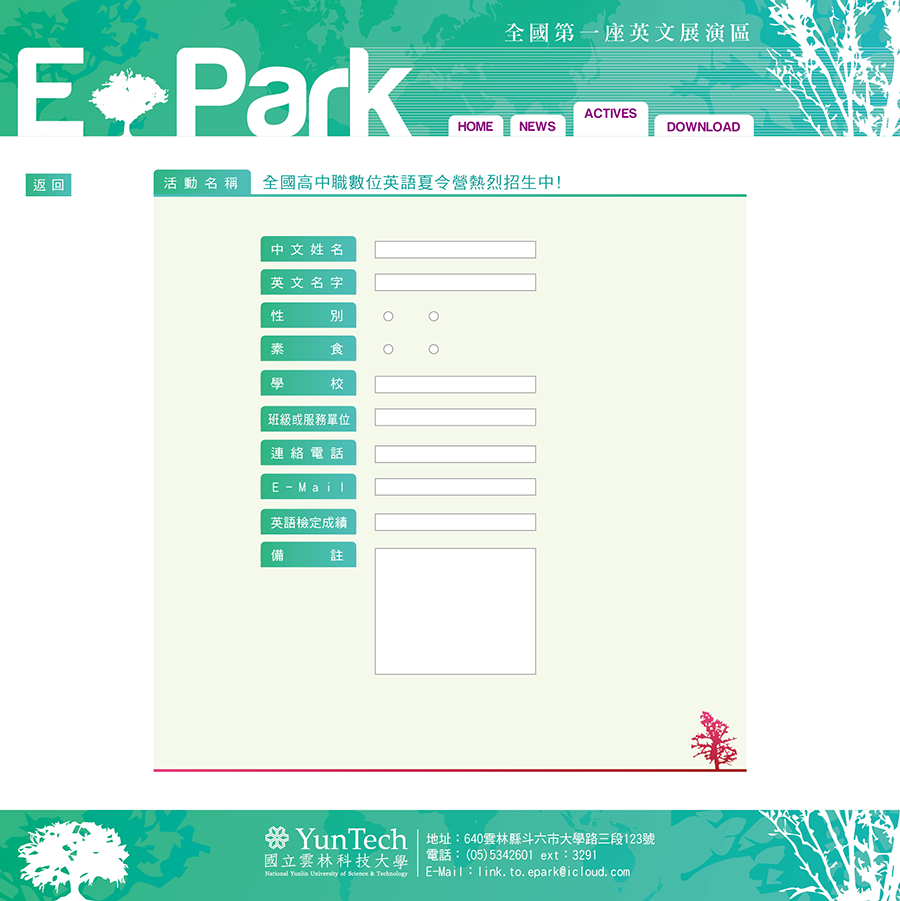 全國第一座英文展演區
E Park
HOME NEWS ACTIVES DOWNLOAD
返回
活動名稱 全國高中職數位英語夏令營熱烈招生中!
中文姓名
英文名字
性別
素食
學校
班級或服務單位
連絡電話
E-Mail
英語檢定成績
備註
YunTech
國立雲林科技大學
National Yunlin University of Science & Technology
地址：640雲林縣斗六市大學路三段123號
電話：(05)5342601 ext：3291
E-Mail：link.to.epark@icloud.com